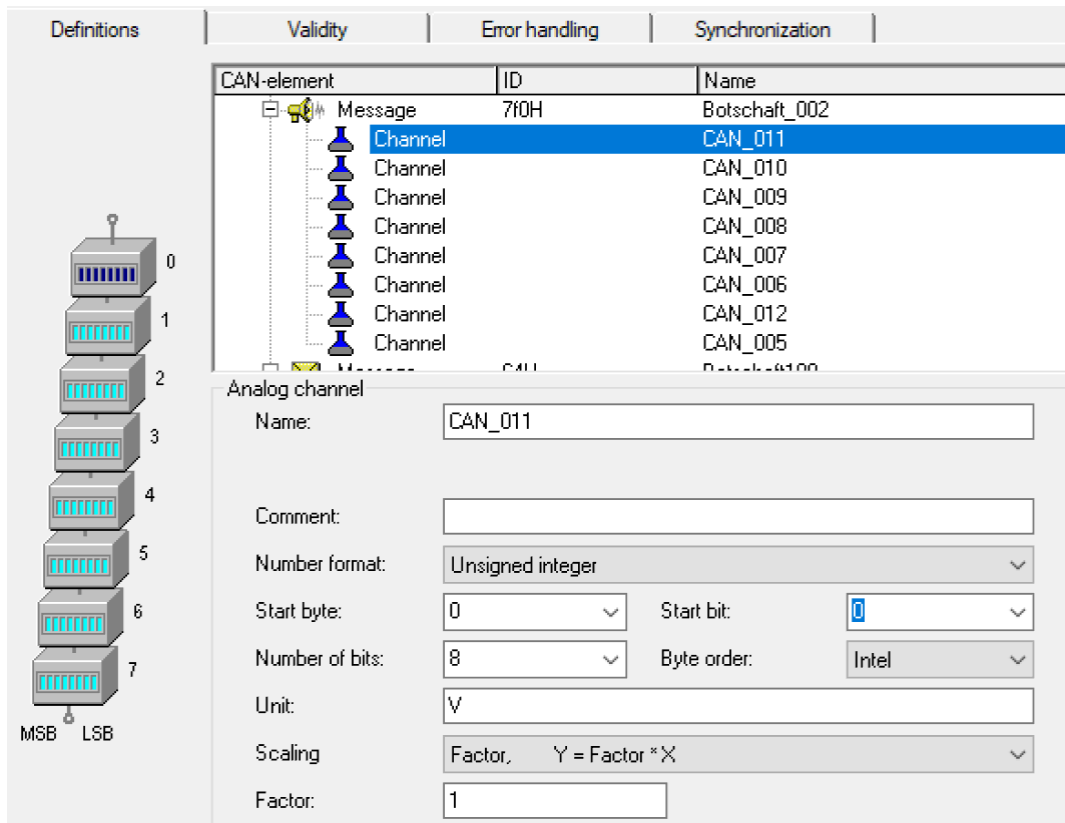 Definitions Validity Error handling Synchronization
CAN-element ID Name
Message 7f0H Botschaft_002
Channel CAN_011
Channel CAN_010
Channel CAN_009
Channel CAN_008
Channel CAN_007
Channel CAN_006
Channel CAN_012
Channel CAN_005
0
1
2
3
4
5
6
7
MSB LSB
Analog channel
Name: CAN_011
Comment:
Number format: Unsigned integer
Start byte: 0 Start bit: 0
Number of bits: 8 Byte order: Intel
Unit: V
Scaling Factor, Y = Factor * X
Factor: 1